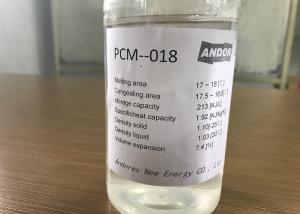 PCM--018 ANDOR
Melting area 17 ~ 18 [℃]
Congealing area 17.5 ~ 16.5[℃]
Storage capacity 213 [KJ/Kg]
Specificheat capacity 1.92 [KJ/KgK]
Density solid 1.10[-25℃]
Density liquid 1.03 [20℃]
Volume expansion 7.4 [%]
Andores New Energy CO., Ltd